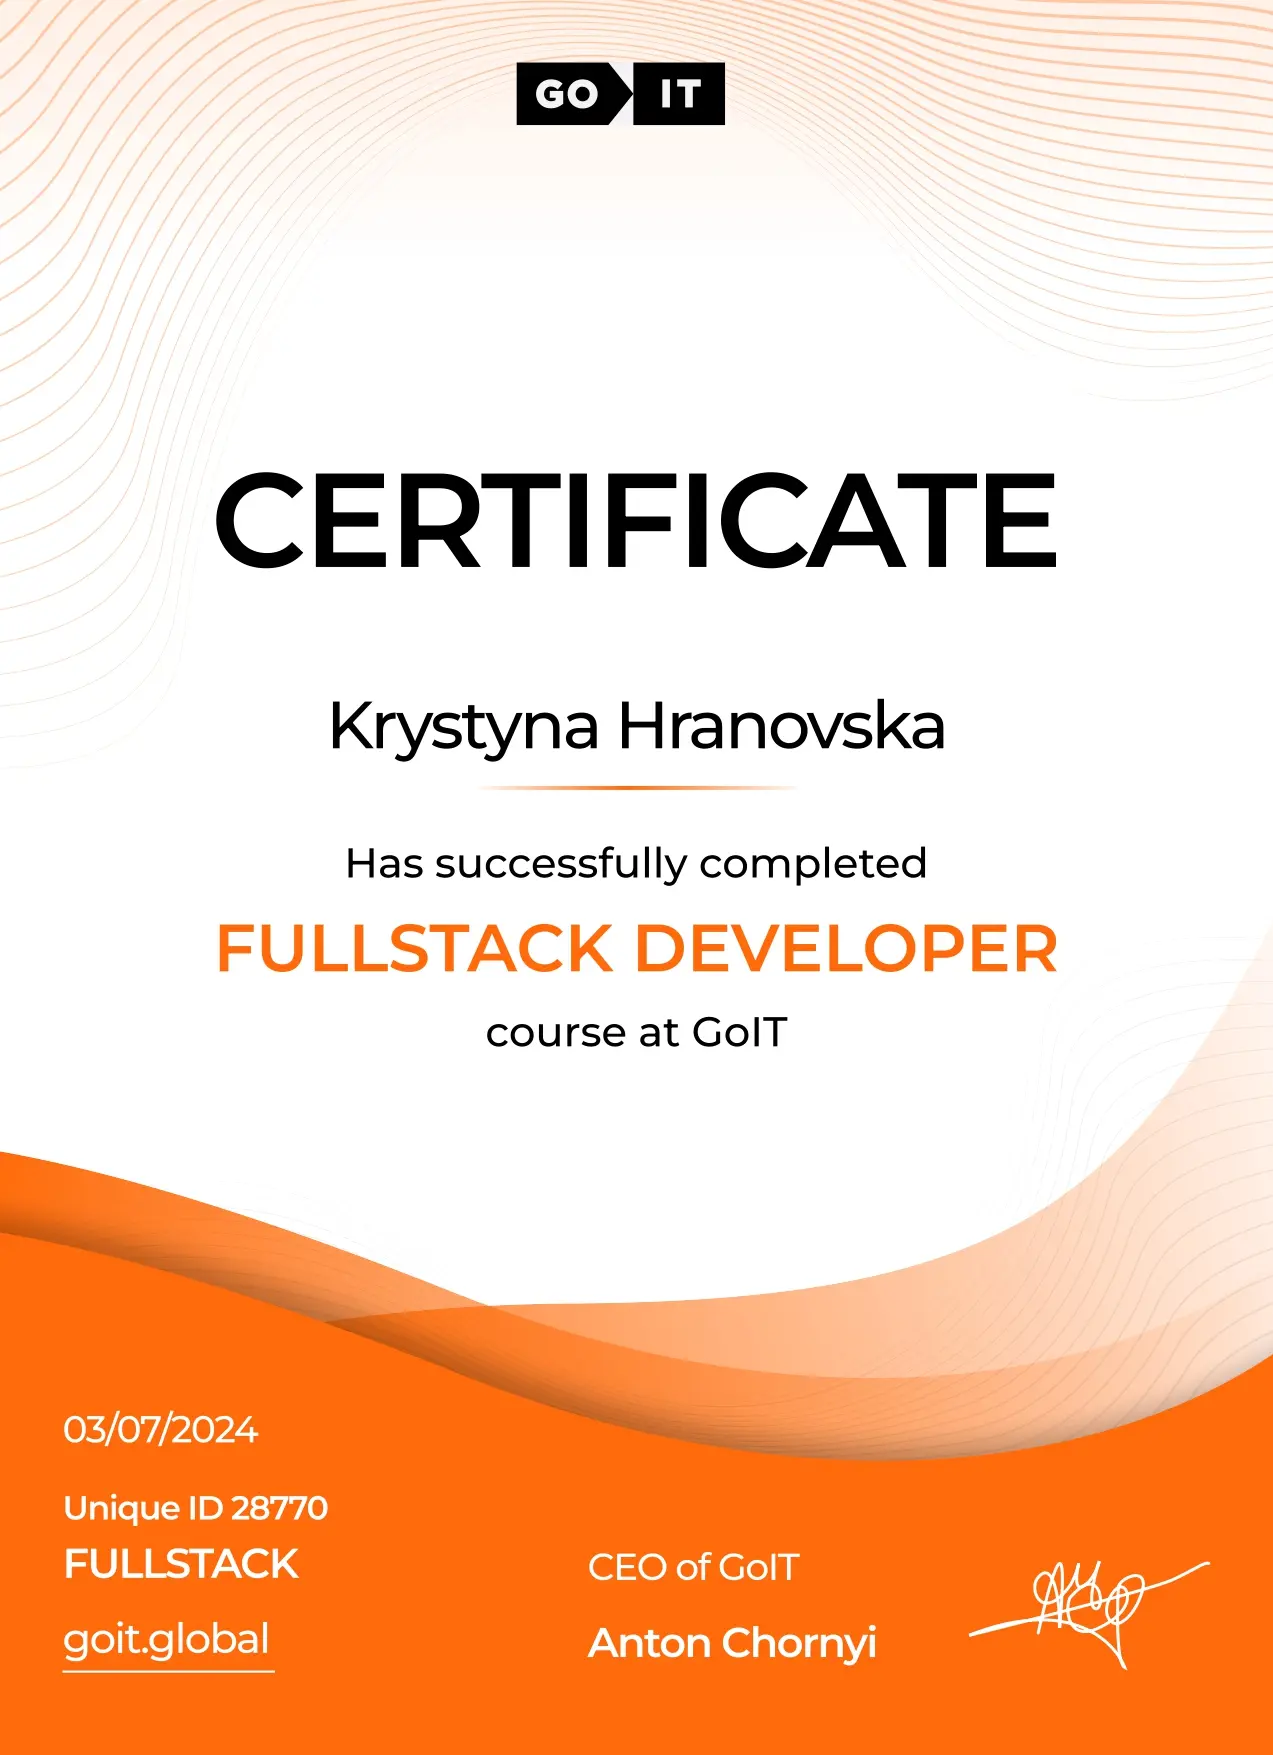 GO IT
CERTIFICATE
Krystyna Hranovska
Has successfully completed
FULLSTACK DEVELOPER
course at GoIT
03/07/2024
Unique ID 28770
FULLSTACK
goit.global
CEO of GoIT
Anton Chornyi